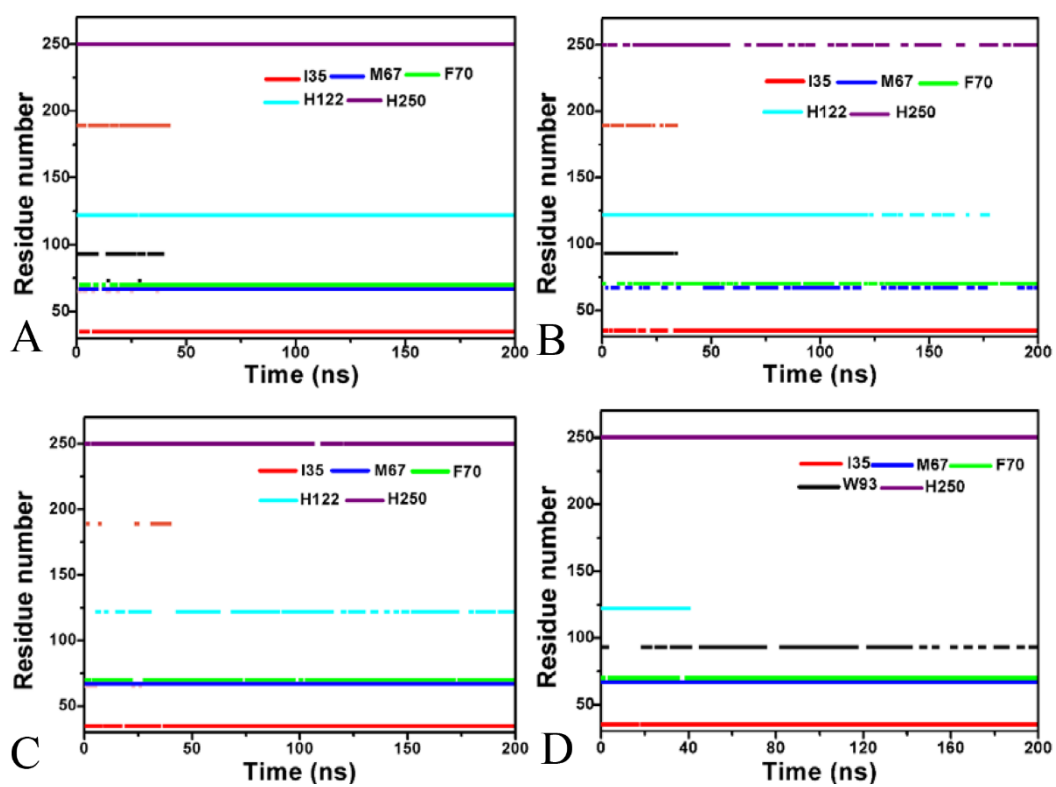 A
Residue number
250
200
150
100
50
I35 M67 F70
H122 H250
0 50 100 150 200
Time (ns)
B
Residue number
250
200
150
100
50
I35 M67 F70
H122 H250
0 50 100 150 200
Time (ns)
C
Residue number
250
200
150
100
50
I35 M67 F70
H122 H250
0 50 100 150 200
Time (ns)
D
Residue number
250
200
150
100
50
I35 M67 F70
W93 H250
0 40 80 120 160 200
Time (ns)